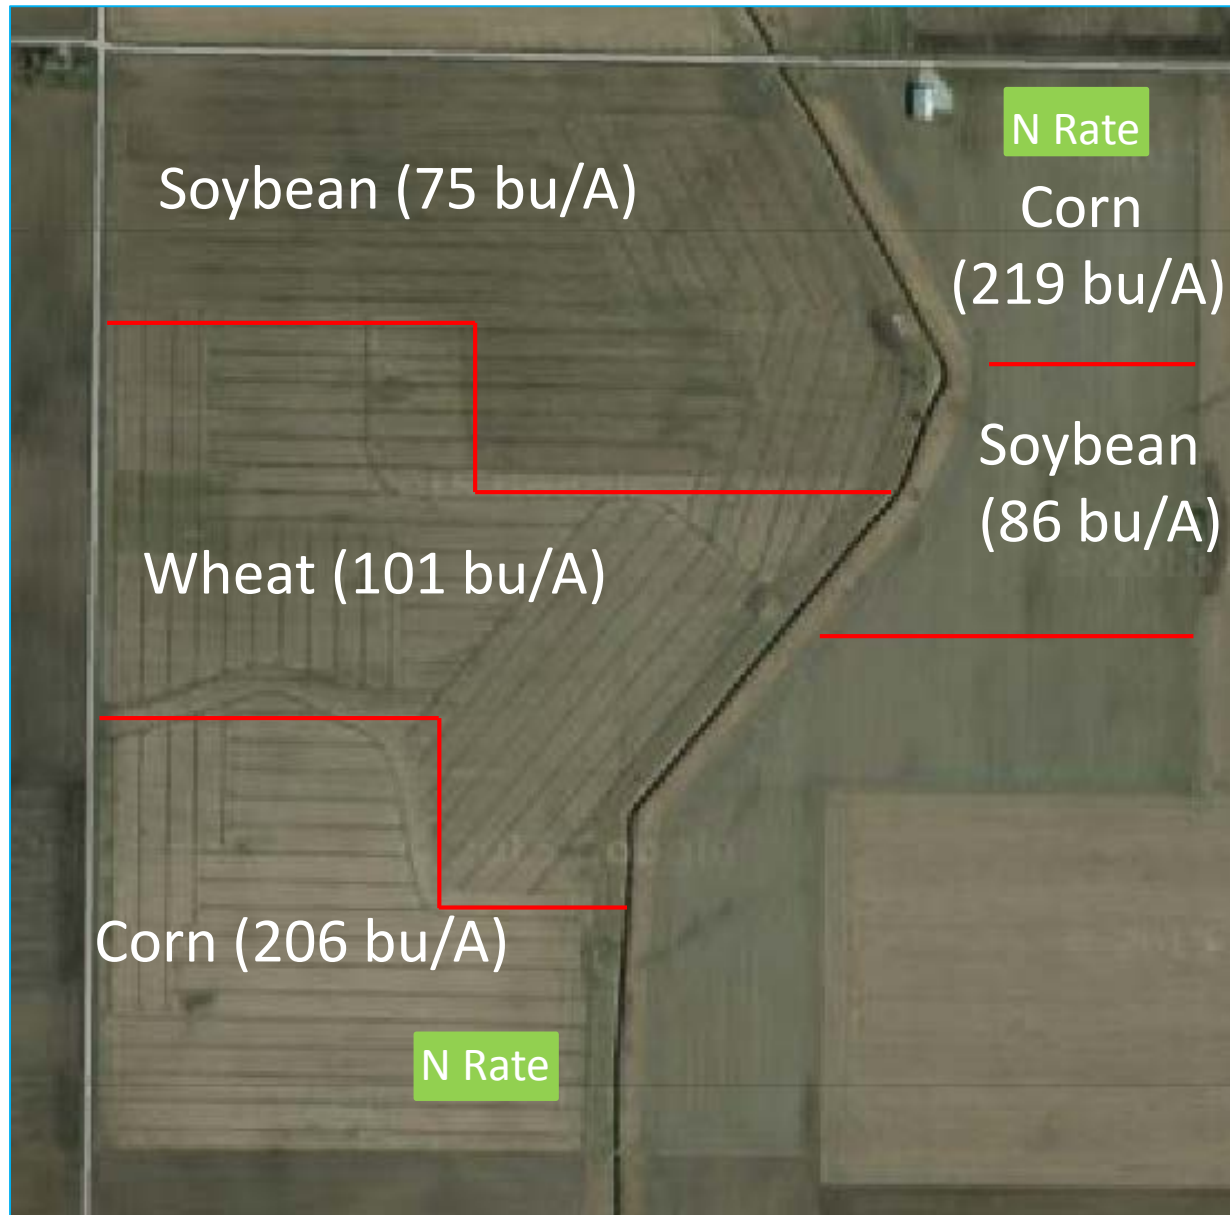 N Rate
Soybean (75 bu/A)
Corn
(219 bu/A)
Soybean
(86 bu/A)
Wheat (101 bu/A)
Corn (206 bu/A)
N Rate